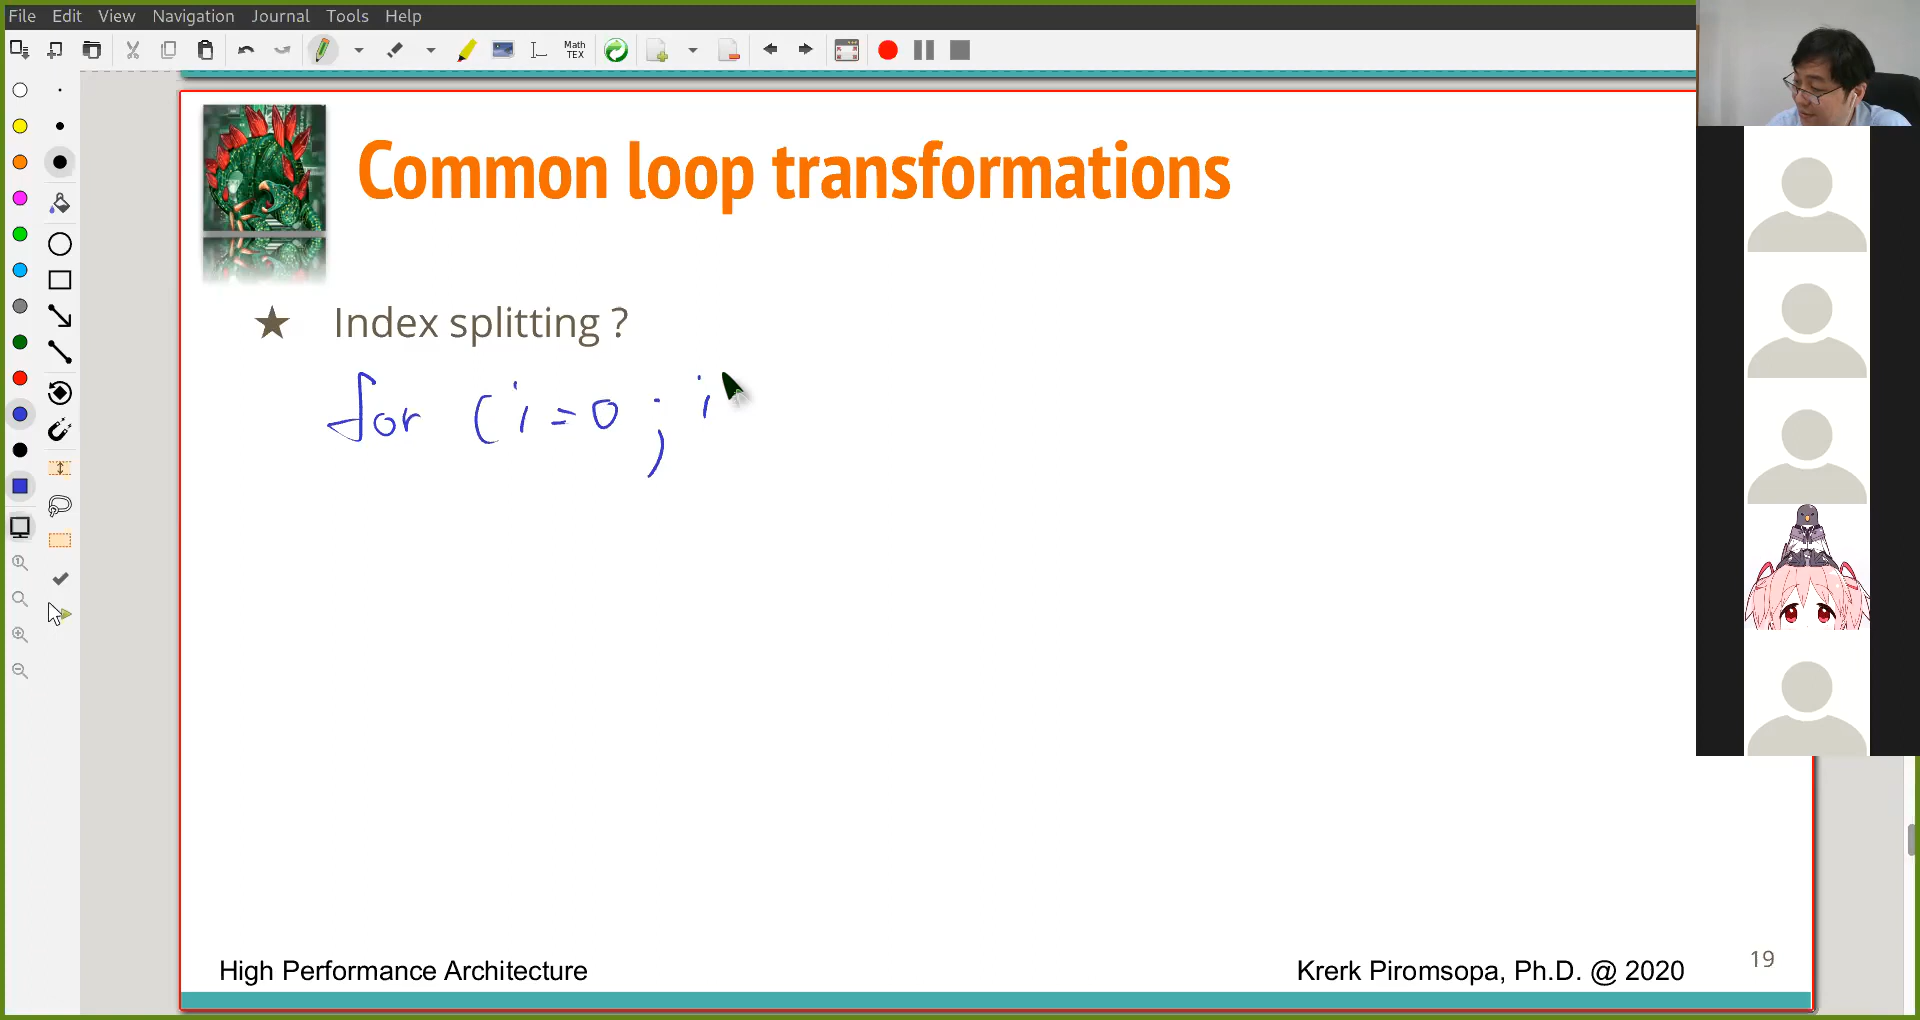 File Edit View Navigation Journal Tools Help
Math
TEX
Common loop transformations
★ Index splitting ?
for (i=0; i
High Performance Architecture
Krerk Piromsopa, Ph.D. @ 2020
19